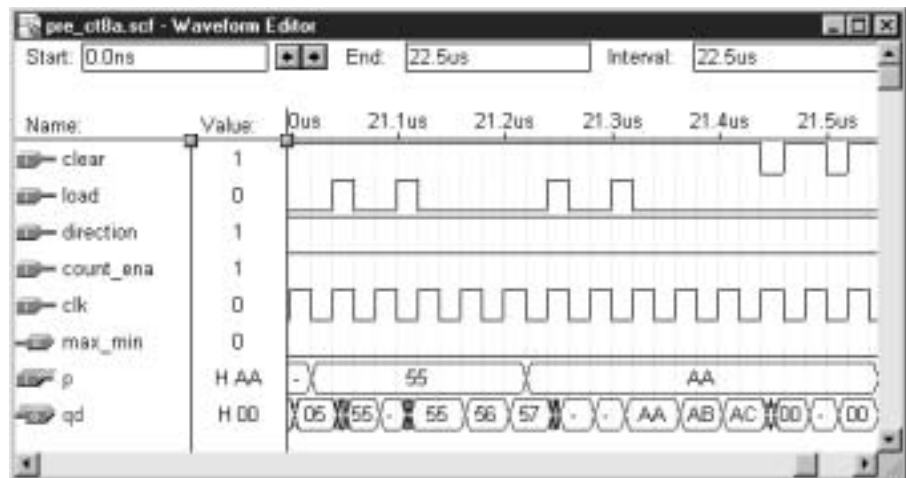 pre_ct8a.scf - Waveform Editor
Start: 0.0ns End: 22.5us Interval: 22.5us
Name: Value: 0us 21.1us 21.2us 21.3us 21.4us 21.5us
clear 1
load 0
direction 1
count_ena 1
clk 0
max_min 0
p H AA - 55 AA
qd H 00 05 55 - 55 56 57 - - AA AB AC 00 - 00